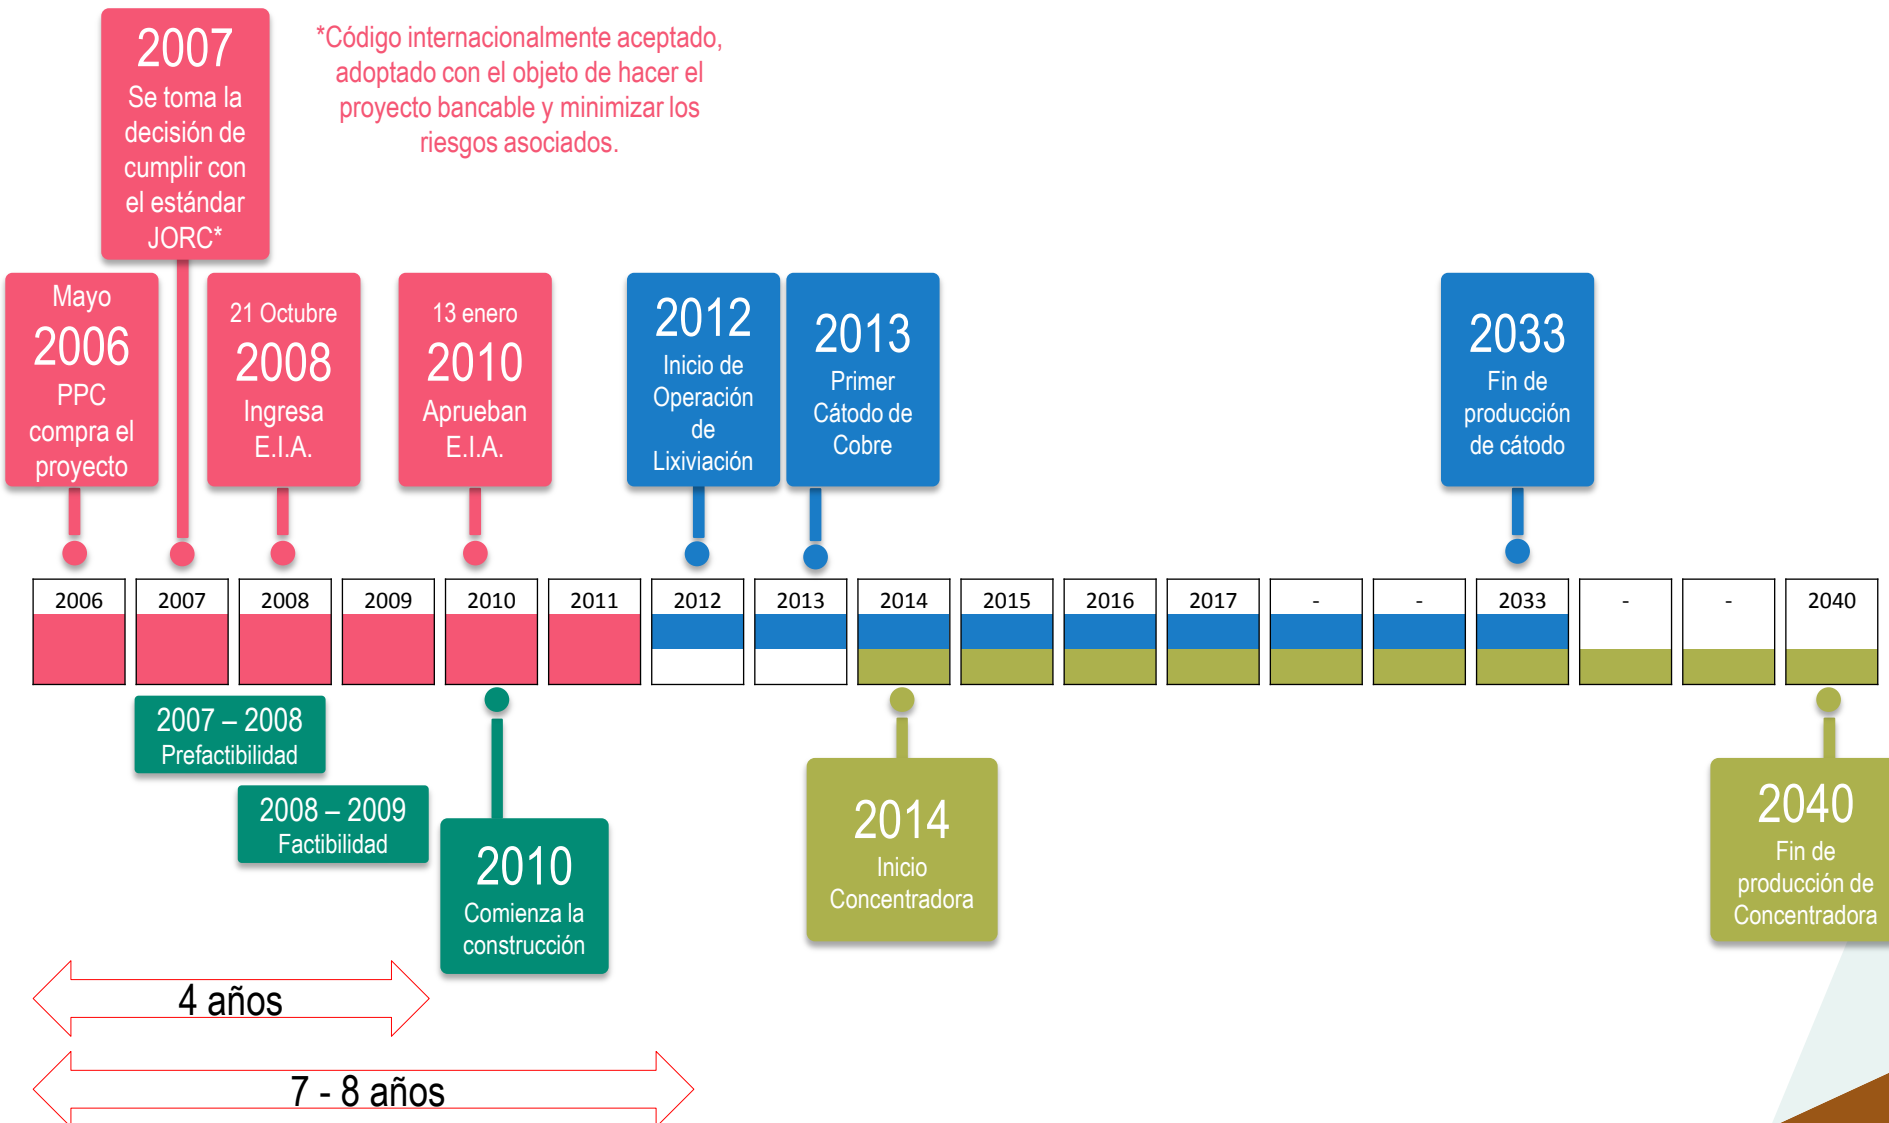 2007
Se toma la
decisión de
cumplir con
el estándar
JORC*
*Código internacionalmente aceptado,
adoptado con el objeto de hacer el
proyecto bancable y minimizar los
riesgos asociados.
Mayo
2006
PPC
compra el
proyecto
21 Octubre
2008
Ingresa
E.I.A.
13 enero
2010
Aprueban
E.I.A.
2012
Inicio de
Operación
de
Lixiviación
2013
Primer
Cátodo de
Cobre
2033
Fin de
producción
de cátodo
2006 2007 2008 2009 2010 2011 2012 2013 2014 2015 2016 2017 - - 2033 - - 2040
2007 – 2008
Prefactibilidad
2008 – 2009
Factibilidad
2010
Comienza la
construcción
2014
Inicio
Concentradora
2040
Fin de
producción de
Concentradora
4 años
7 - 8 años